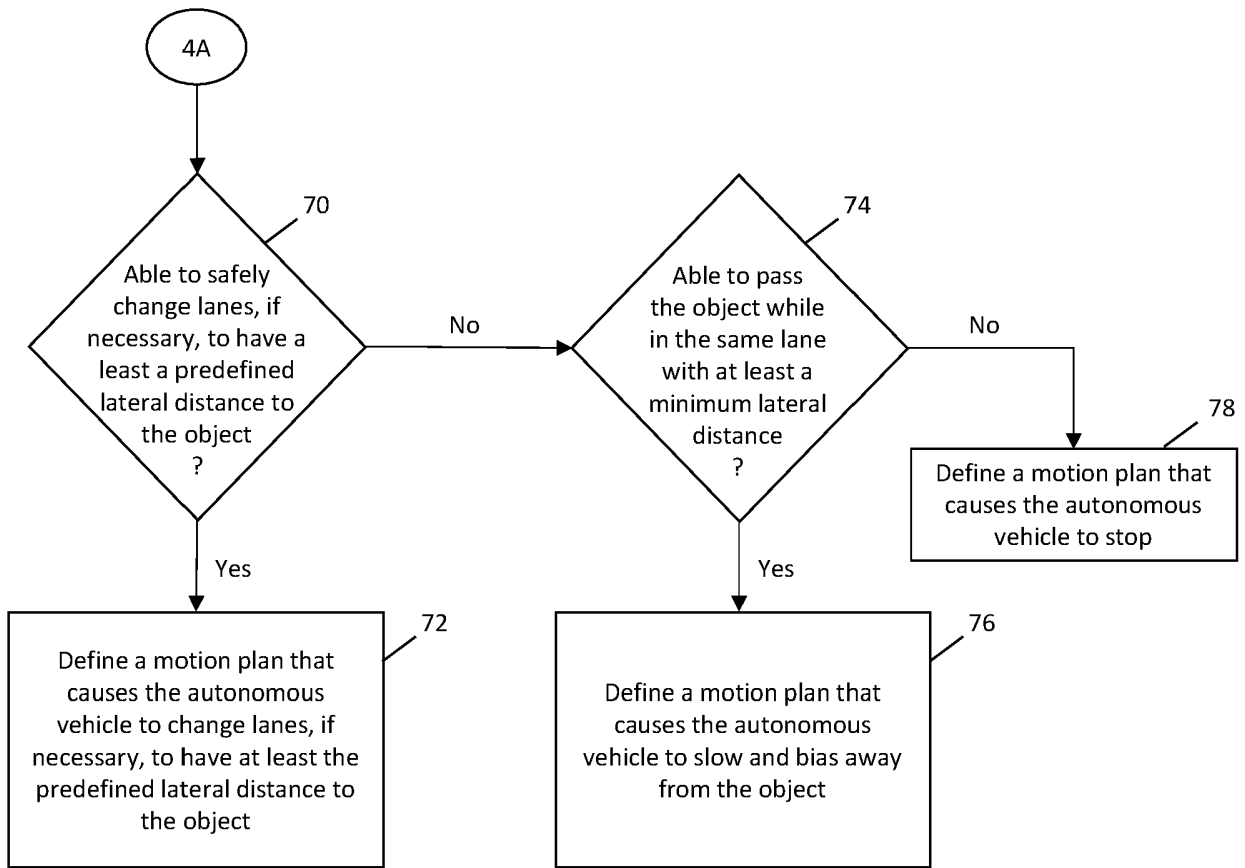 4A
70
Able to safely
change lanes, if
necessary, to have a
least a predefined
lateral distance to
the object
?
No
74
Able to pass
the object while
in the same lane
with at least a
minimum lateral
distance
?
No
78
Define a motion plan that
causes the autonomous
vehicle to stop
Yes
72
Define a motion plan that
causes the autonomous
vehicle to change lanes, if
necessary, to have at least the
predefined lateral distance to
the object
Yes
76
Define a motion plan that
causes the autonomous
vehicle to slow and bias away
from the object